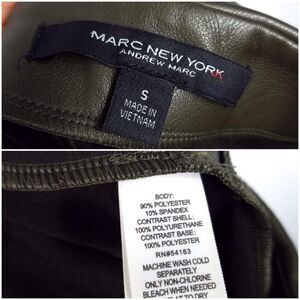 MARC NEW YORK
ANDREW MARC
S
MADE IN
VIETNAM
BODY:
90% POLYESTER
10% SPANDEX
CONTRAST SHELL:
100% POLYURETHANE
CONTRAST BASE:
100% POLYESTER
RN#54163
MACHINE WASH COLD
SEPARATELY
ONLY NON-CHLORINE
BLEACH WHEN NEEDED